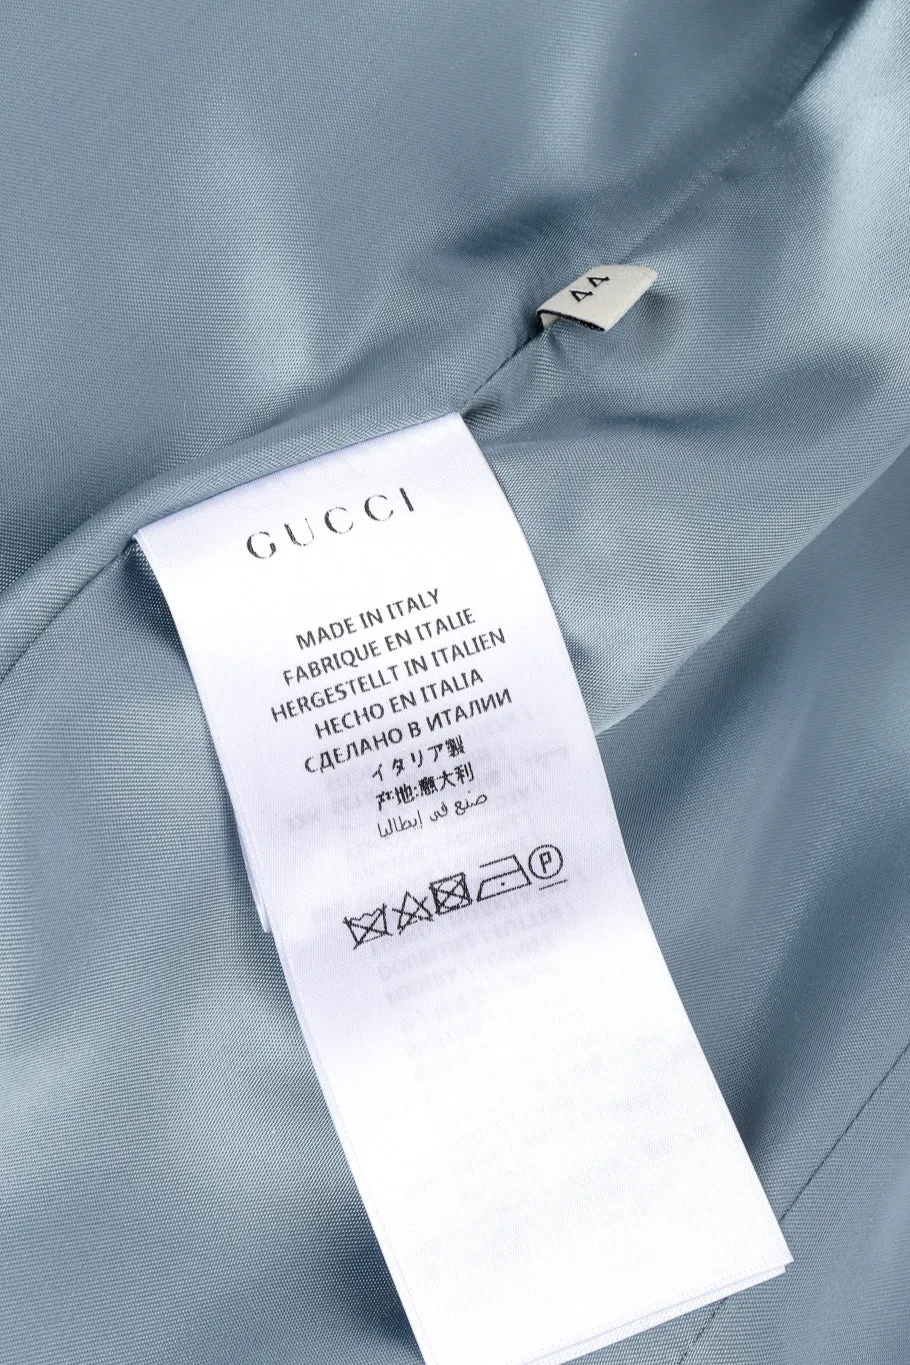 44
GUCCI
MADE IN ITALY
FABRIQUE EN ITALIE
HERGESTELLT IN ITALIEN
HECHO EN ITALIA
СДЕЛАНО В ИТАЛИИ
イタリア製
产地:意大利
صنع في إيطاليا
P